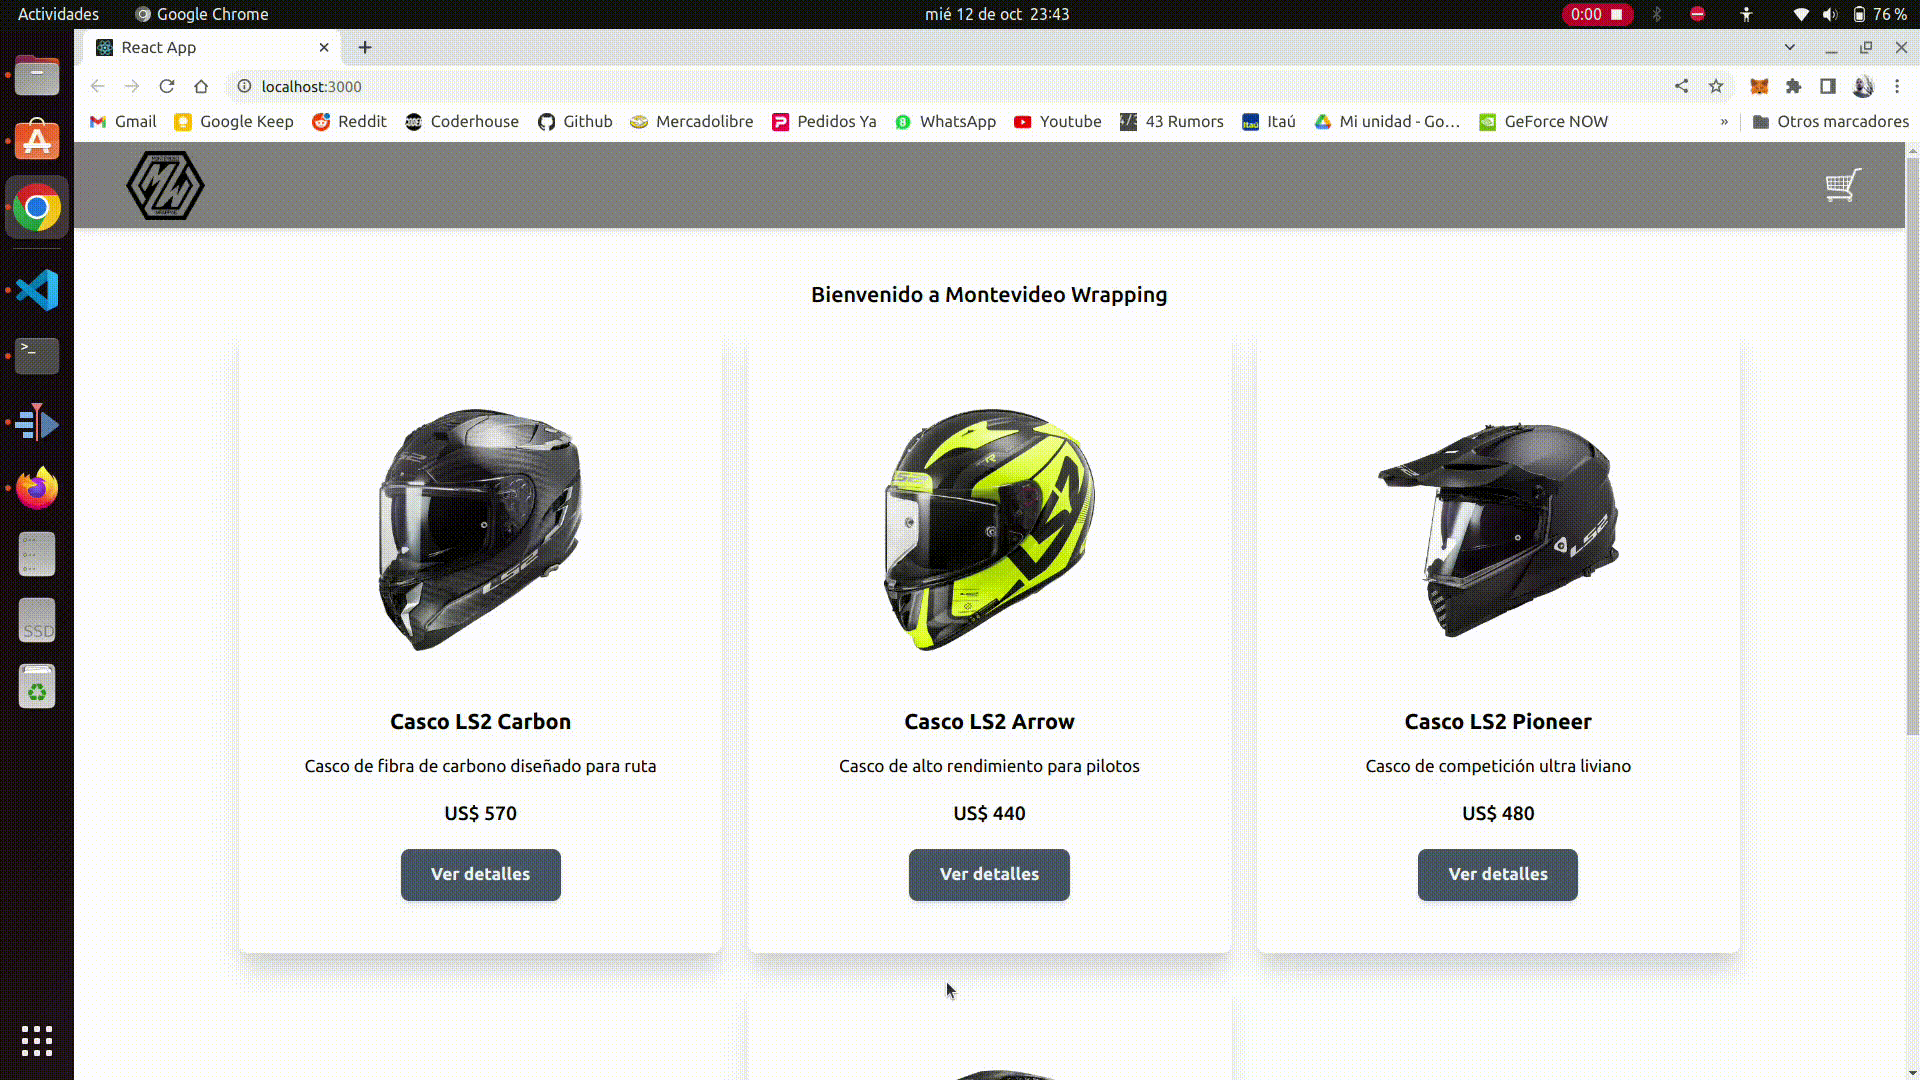 Actividades
Google Chrome
mié 12 de oct 23:43
0:00
76 %
React App
localhost:3000
Gmail
Google Keep
Reddit
Coderhouse
Github
Mercadolibre
Pedidos Ya
WhatsApp
Youtube
43 Rumors
Itaú
Mi unidad - Go…
GeForce NOW
»
Otros marcadores
MW
Bienvenido a Montevideo Wrapping
LS2
LS2
LS2
Casco LS2 Carbon
Casco LS2 Arrow
Casco LS2 Pioneer
Casco de fibra de carbono diseñado para ruta
Casco de alto rendimiento para pilotos
Casco de competición ultra liviano
US$ 570
US$ 440
US$ 480
Ver detalles
Ver detalles
Ver detalles
SSD